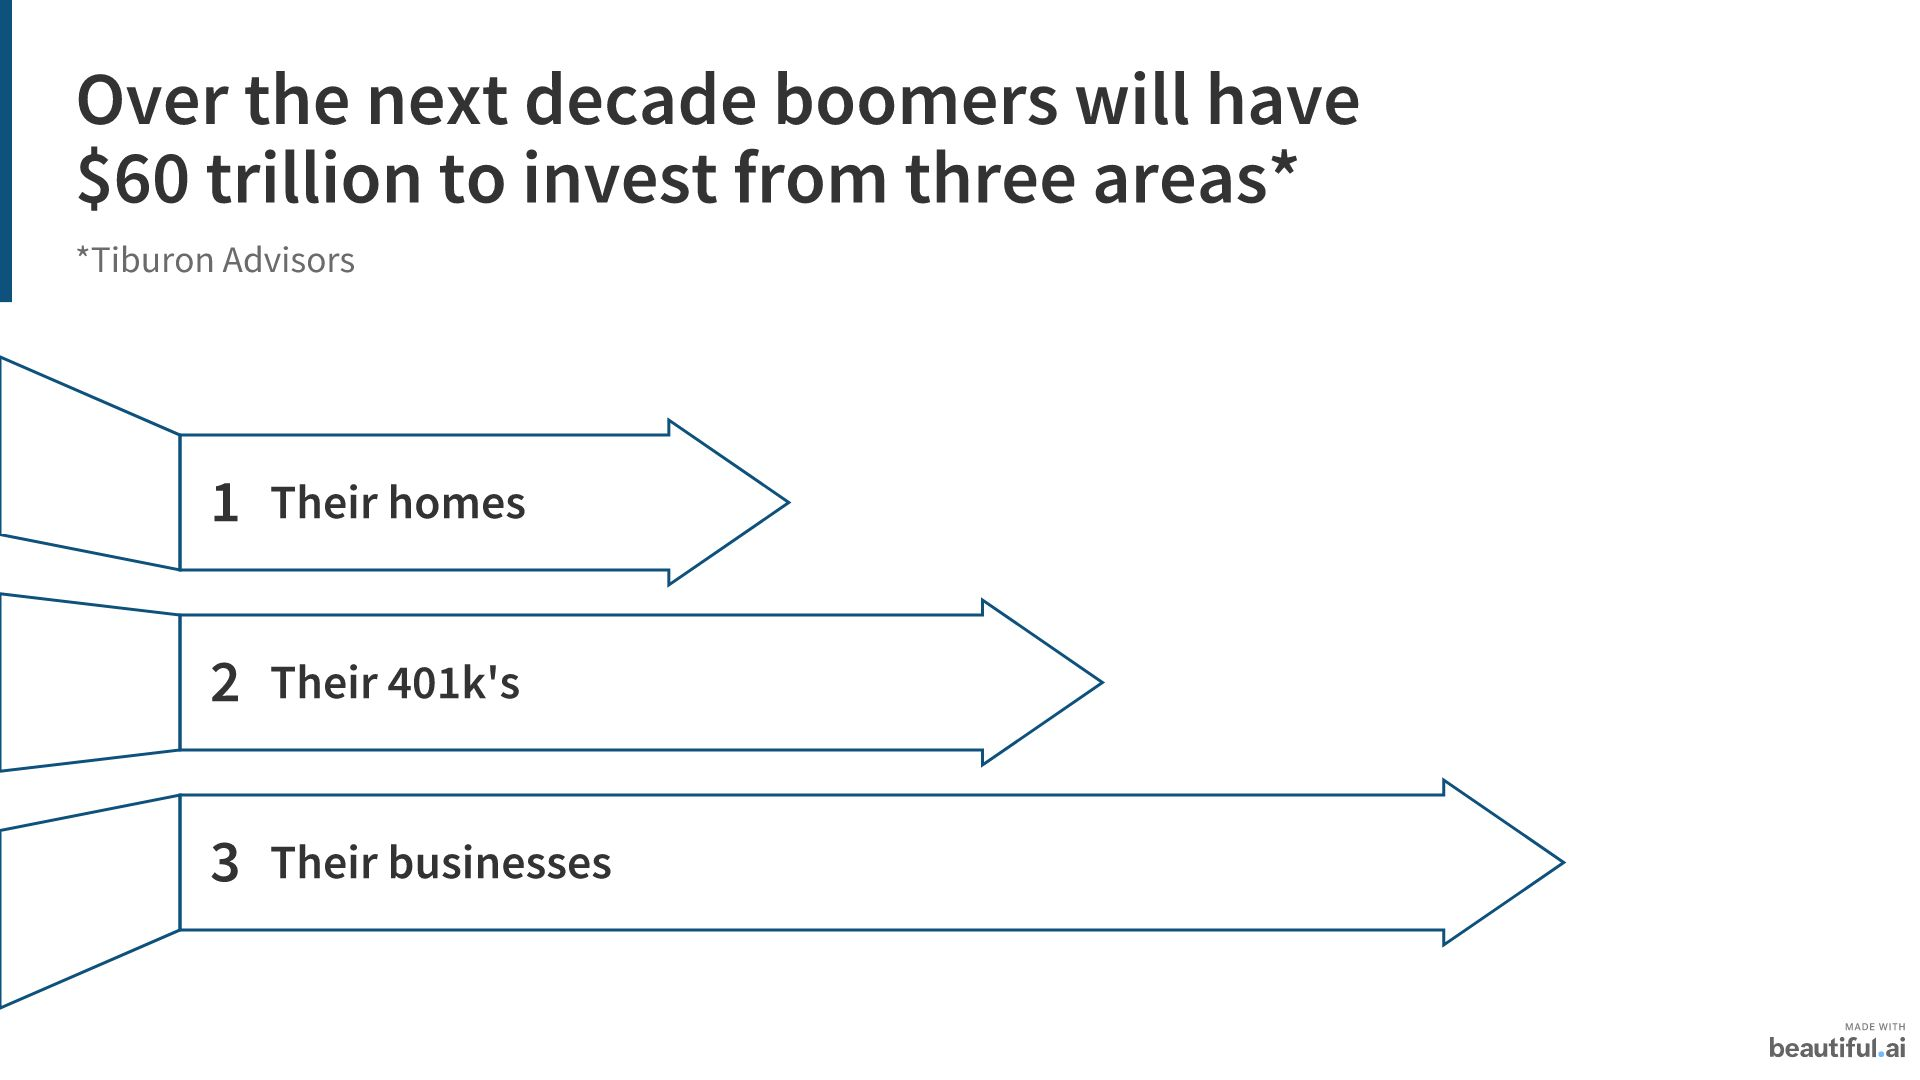 Over the next decade boomers will have
$60 trillion to invest from three areas*
*Tiburon Advisors
1 Their homes
2 Their 401k's
3 Their businesses
MADE WITH
beautiful.ai